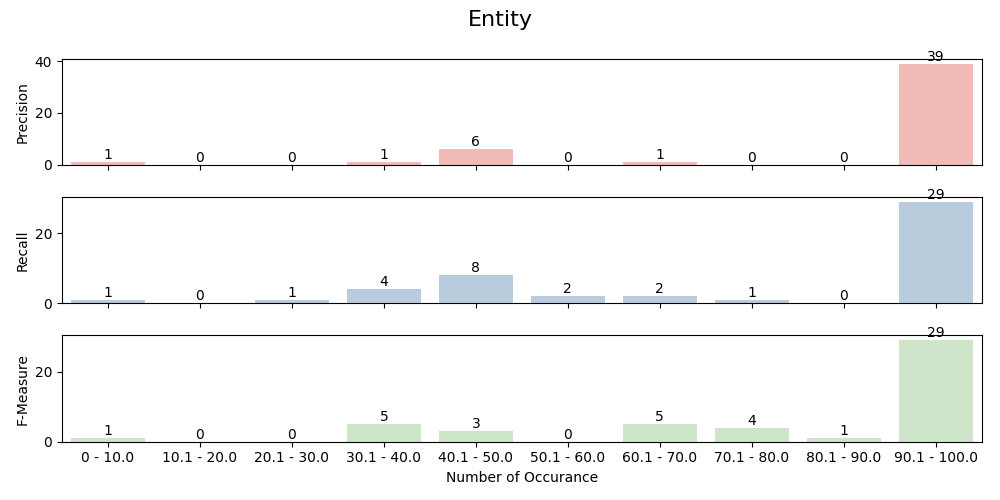 Entity
40
20
0
Precision
1 0 0 1 6 0 1 0 0 39
20
0
Recall
1 0 1 4 8 2 2 1 0 29
20
0
F-Measure
1 0 0 5 3 0 5 4 1 29
0 - 10.0 10.1 - 20.0 20.1 - 30.0 30.1 - 40.0 40.1 - 50.0 50.1 - 60.0 60.1 - 70.0 70.1 - 80.0 80.1 - 90.0 90.1 - 100.0
Number of Occurance